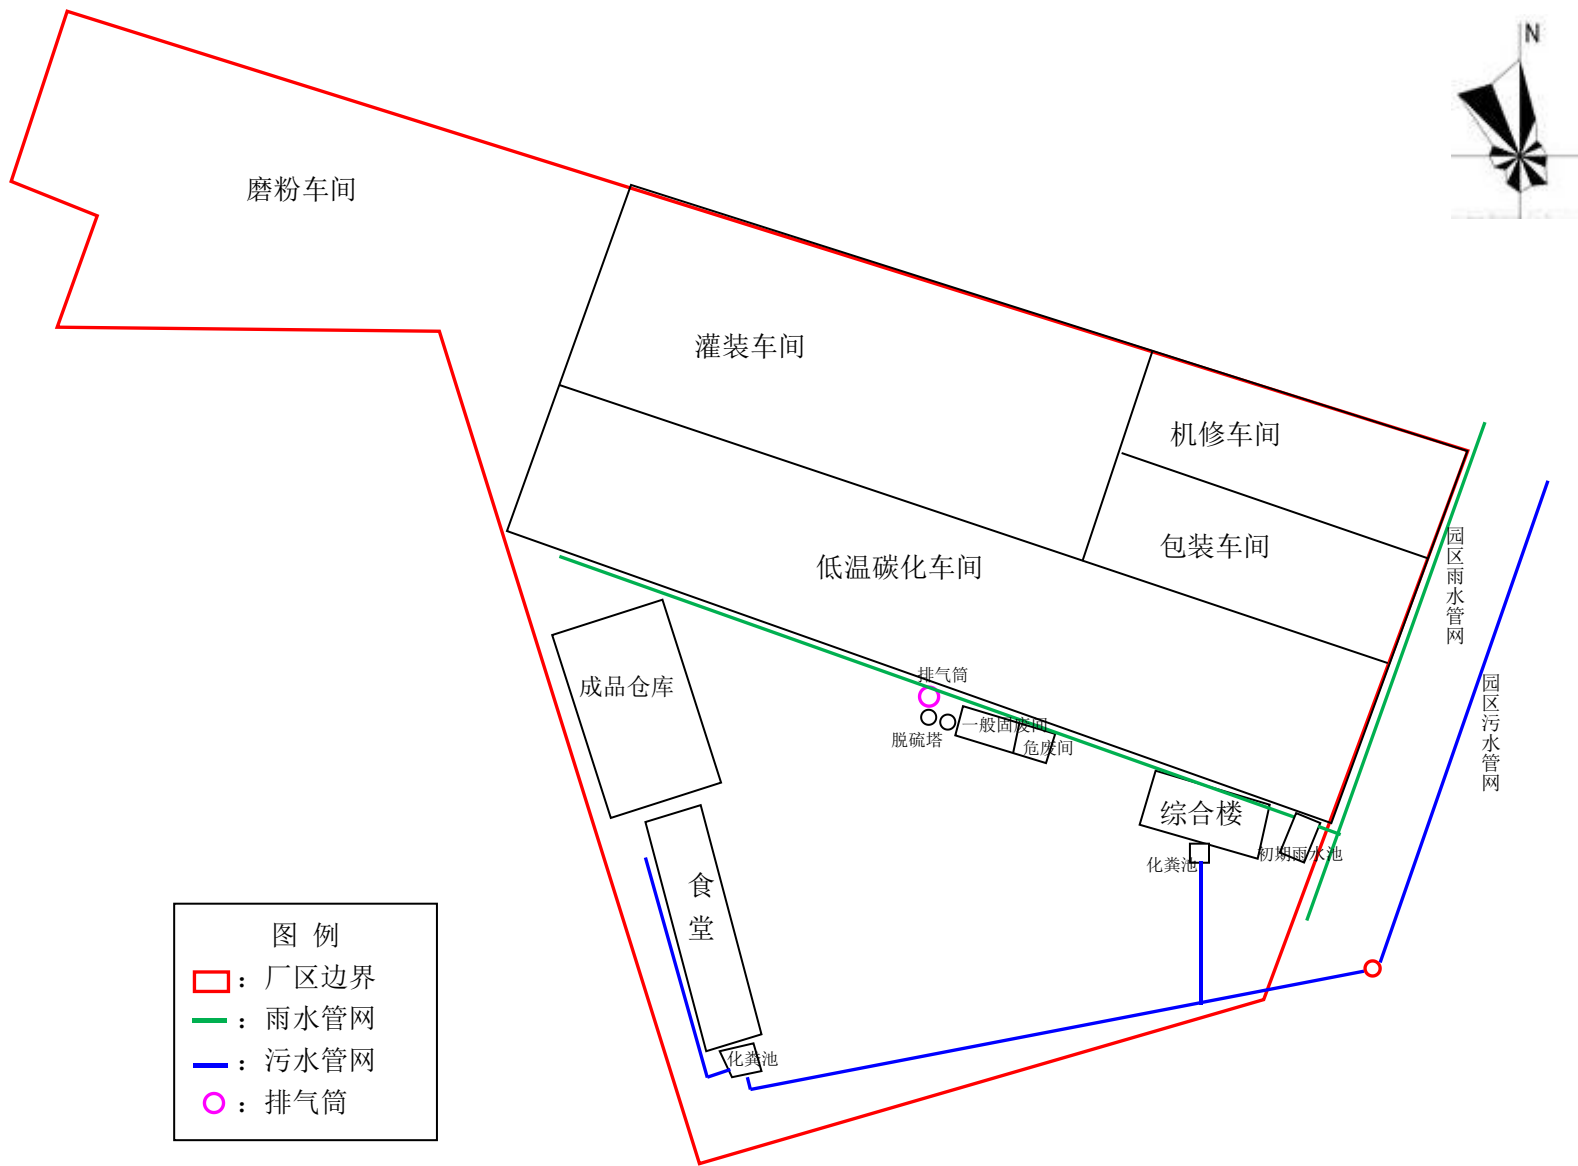 N
磨粉车间
灌装车间
机修车间
包装车间
低温碳化车间
园区雨水管网
园区污水管网
成品仓库
排气筒
脱硫塔
一般固废间
危废间
综合楼
化粪池
初期雨水池
食堂
化粪池
图 例
：厂区边界
：雨水管网
：污水管网
：排气筒